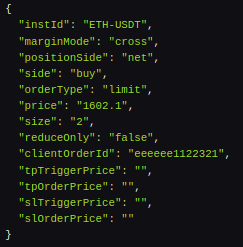 {
"instId": "ETH-USDT",
"marginMode": "cross",
"positionSide": "net",
"side": "buy",
"orderType": "limit",
"price": "1602.1",
"size": "2",
"reduceOnly": "false",
"clientOrderId": "eeeeee1122321",
"tpTriggerPrice": "",
"tpOrderPrice": "",
"slTriggerPrice": "",
"slOrderPrice": ""
}